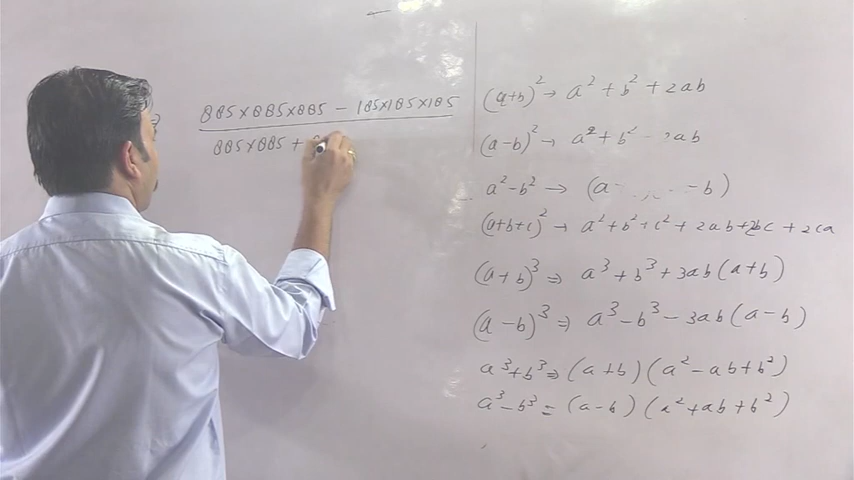 885×885×885 − 185×185×185
885×885 +
(a+b)² → a² + b² + 2ab
(a−b)² → a² + b² − 2ab
a²−b² → (a − b)
(a+b+c)² → a² + b² + c² + 2ab + 2bc + 2ca
(a+b)³ ⇒ a³ + b³ + 3ab(a+b)
(a−b)³ ⇒ a³ − b³ − 3ab(a−b)
a³+b³ ⇒ (a+b)(a²−ab+b²)
a³−b³ = (a−b)(a²+ab+b²)